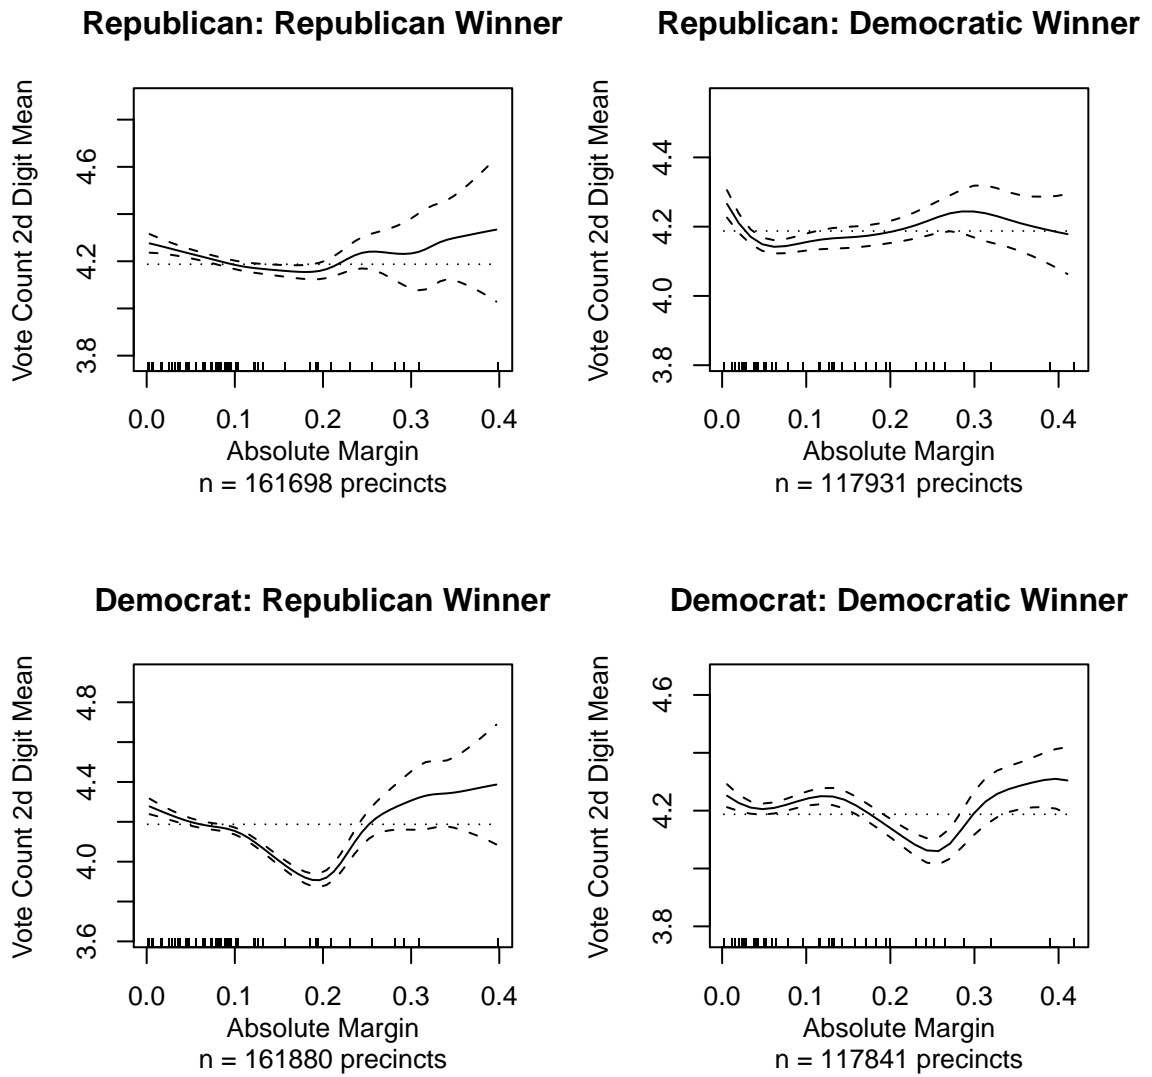 Republican: Republican Winner
Vote Count 2d Digit Mean
3.8 4.2 4.6
0.0 0.1 0.2 0.3 0.4
Absolute Margin
n = 161698 precincts
Republican: Democratic Winner
Vote Count 2d Digit Mean
3.8 4.0 4.2 4.4
0.0 0.1 0.2 0.3 0.4
Absolute Margin
n = 117931 precincts
Democrat: Republican Winner
Vote Count 2d Digit Mean
3.6 4.0 4.4 4.8
0.0 0.1 0.2 0.3 0.4
Absolute Margin
n = 161880 precincts
Democrat: Democratic Winner
Vote Count 2d Digit Mean
3.8 4.2 4.6
0.0 0.1 0.2 0.3 0.4
Absolute Margin
n = 117841 precincts